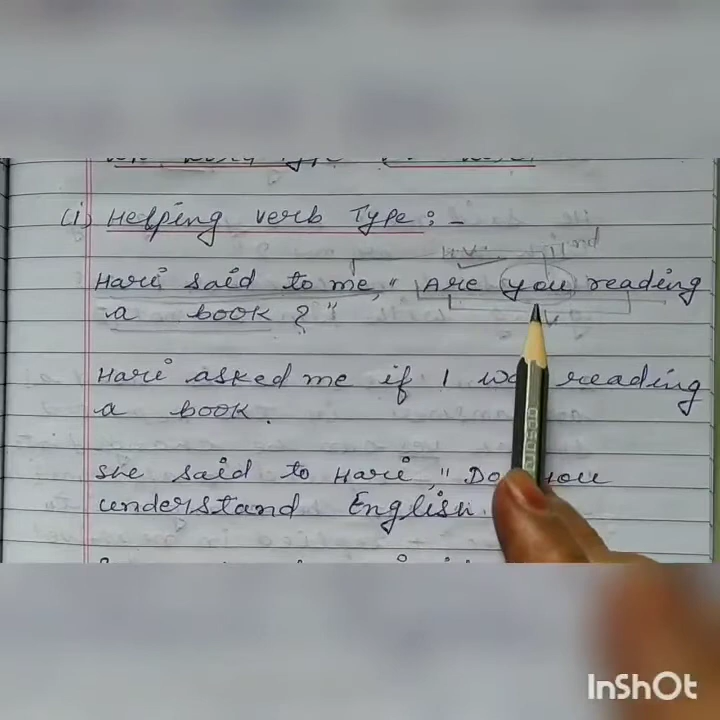 (i) Helping verb Type : -
Hari said to me, " Are you reading
a book ? "
Hari asked me if I reading
a book .
She said to Hari , " Do you
understand English .
InShOt